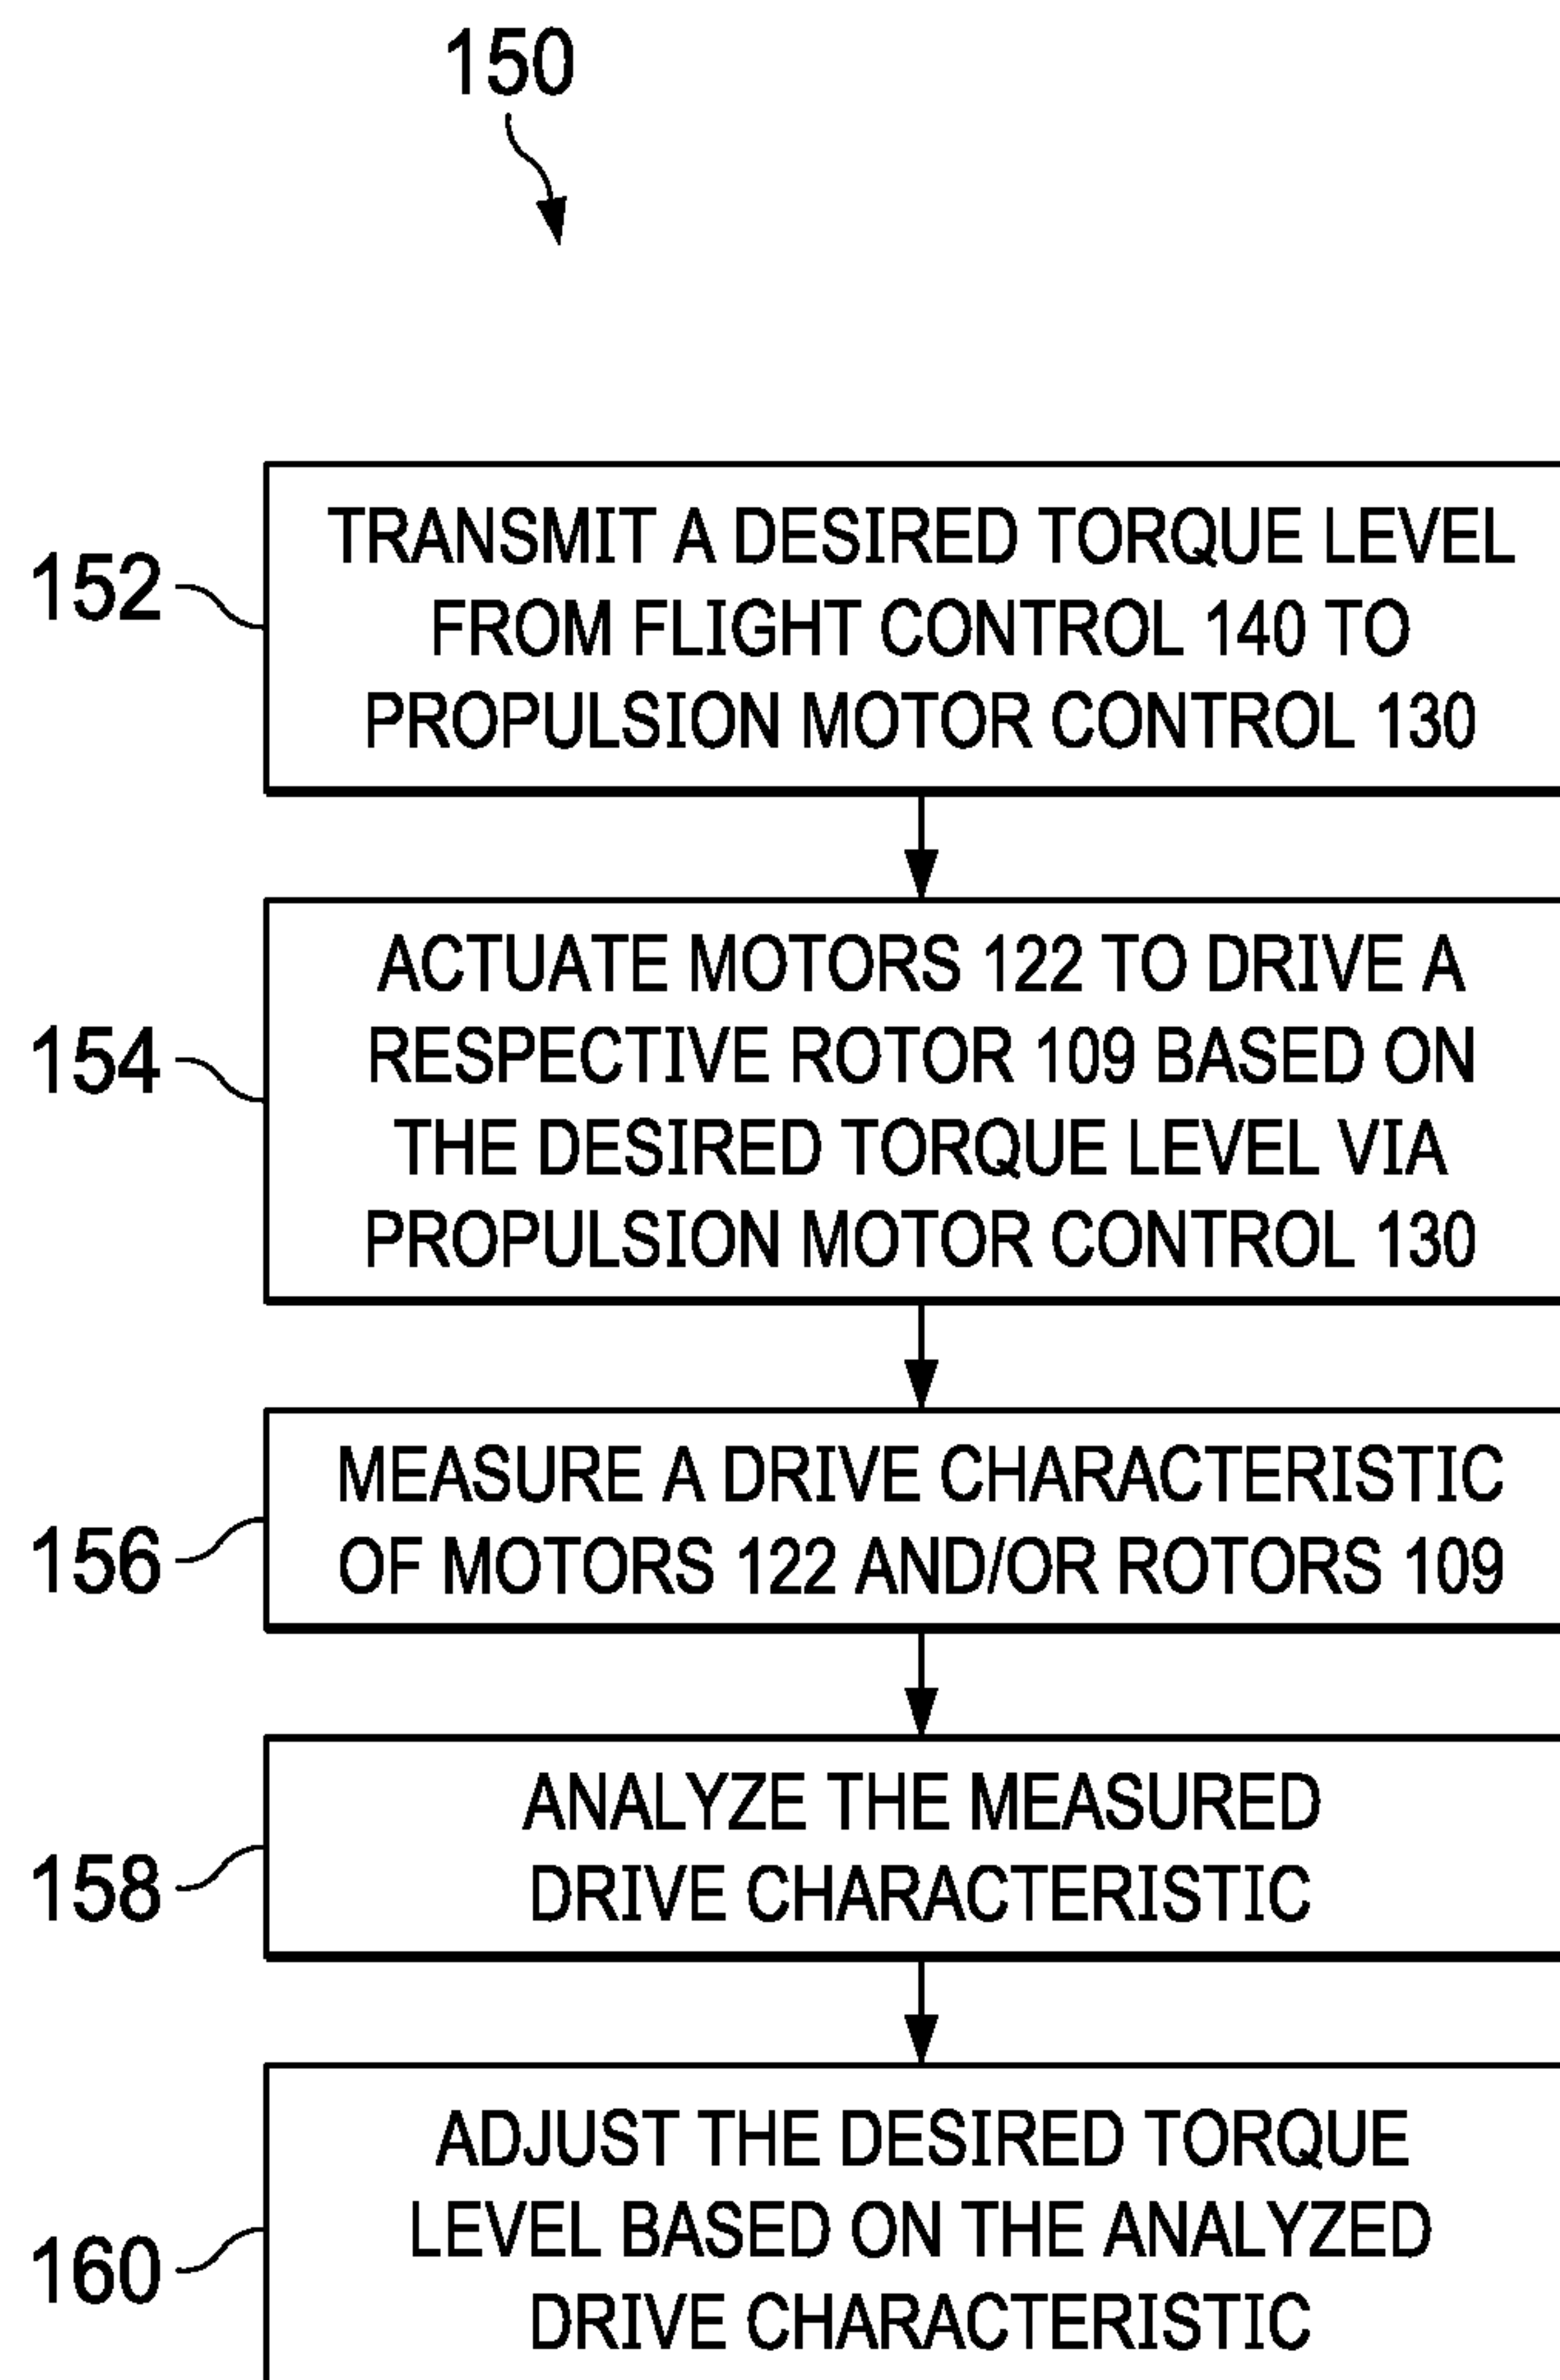 150
152
TRANSMIT A DESIRED TORQUE LEVEL
FROM FLIGHT CONTROL 140 TO
PROPULSION MOTOR CONTROL 130
154
ACTUATE MOTORS 122 TO DRIVE A
RESPECTIVE ROTOR 109 BASED ON
THE DESIRED TORQUE LEVEL VIA
PROPULSION MOTOR CONTROL 130
156
MEASURE A DRIVE CHARACTERISTIC
OF MOTORS 122 AND/OR ROTORS 109
158
ANALYZE THE MEASURED
DRIVE CHARACTERISTIC
160
ADJUST THE DESIRED TORQUE
LEVEL BASED ON THE ANALYZED
DRIVE CHARACTERISTIC